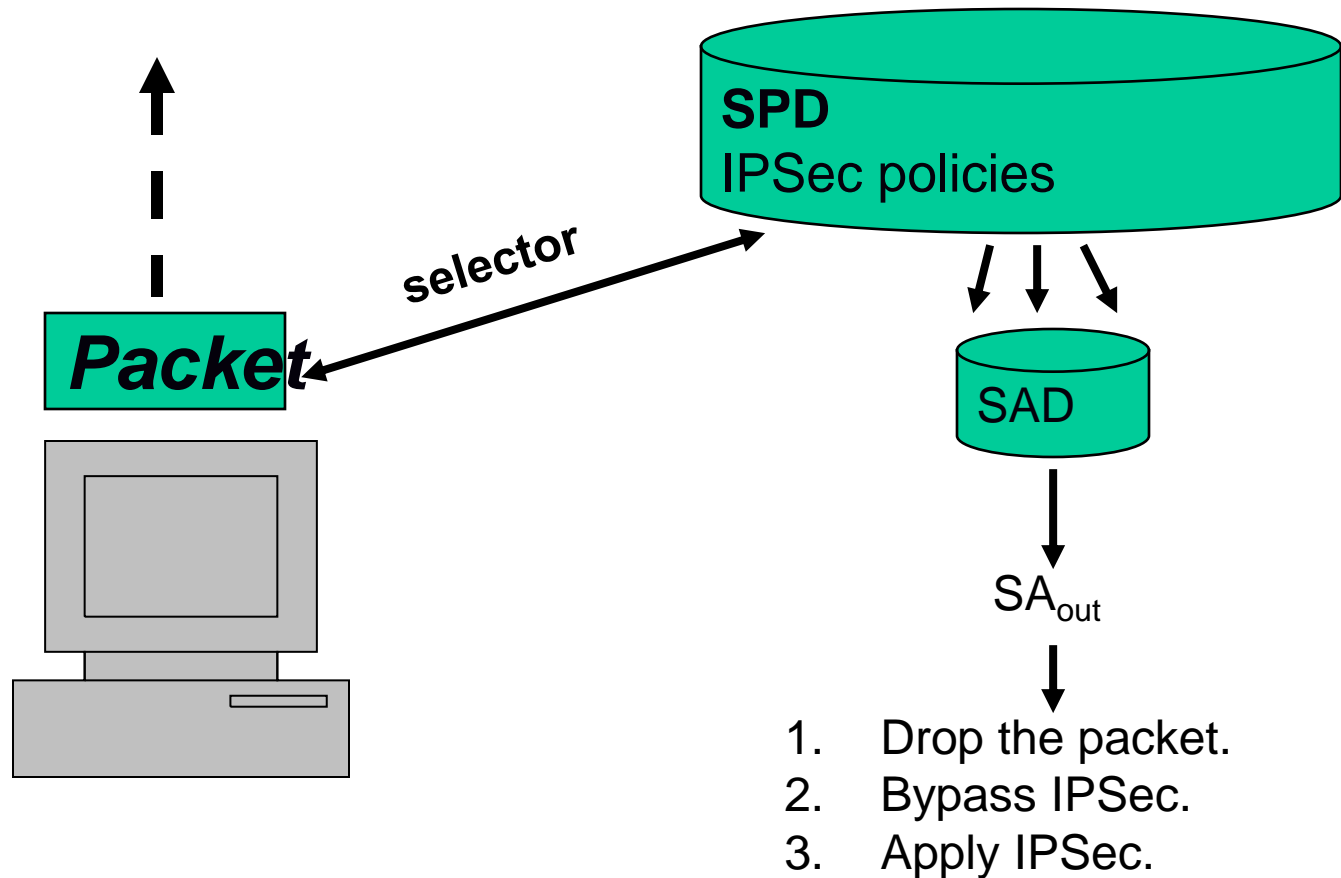 SPD
IPSec policies
selector
Packet
SAD
SAout
1. Drop the packet.
2. Bypass IPSec.
3. Apply IPSec.